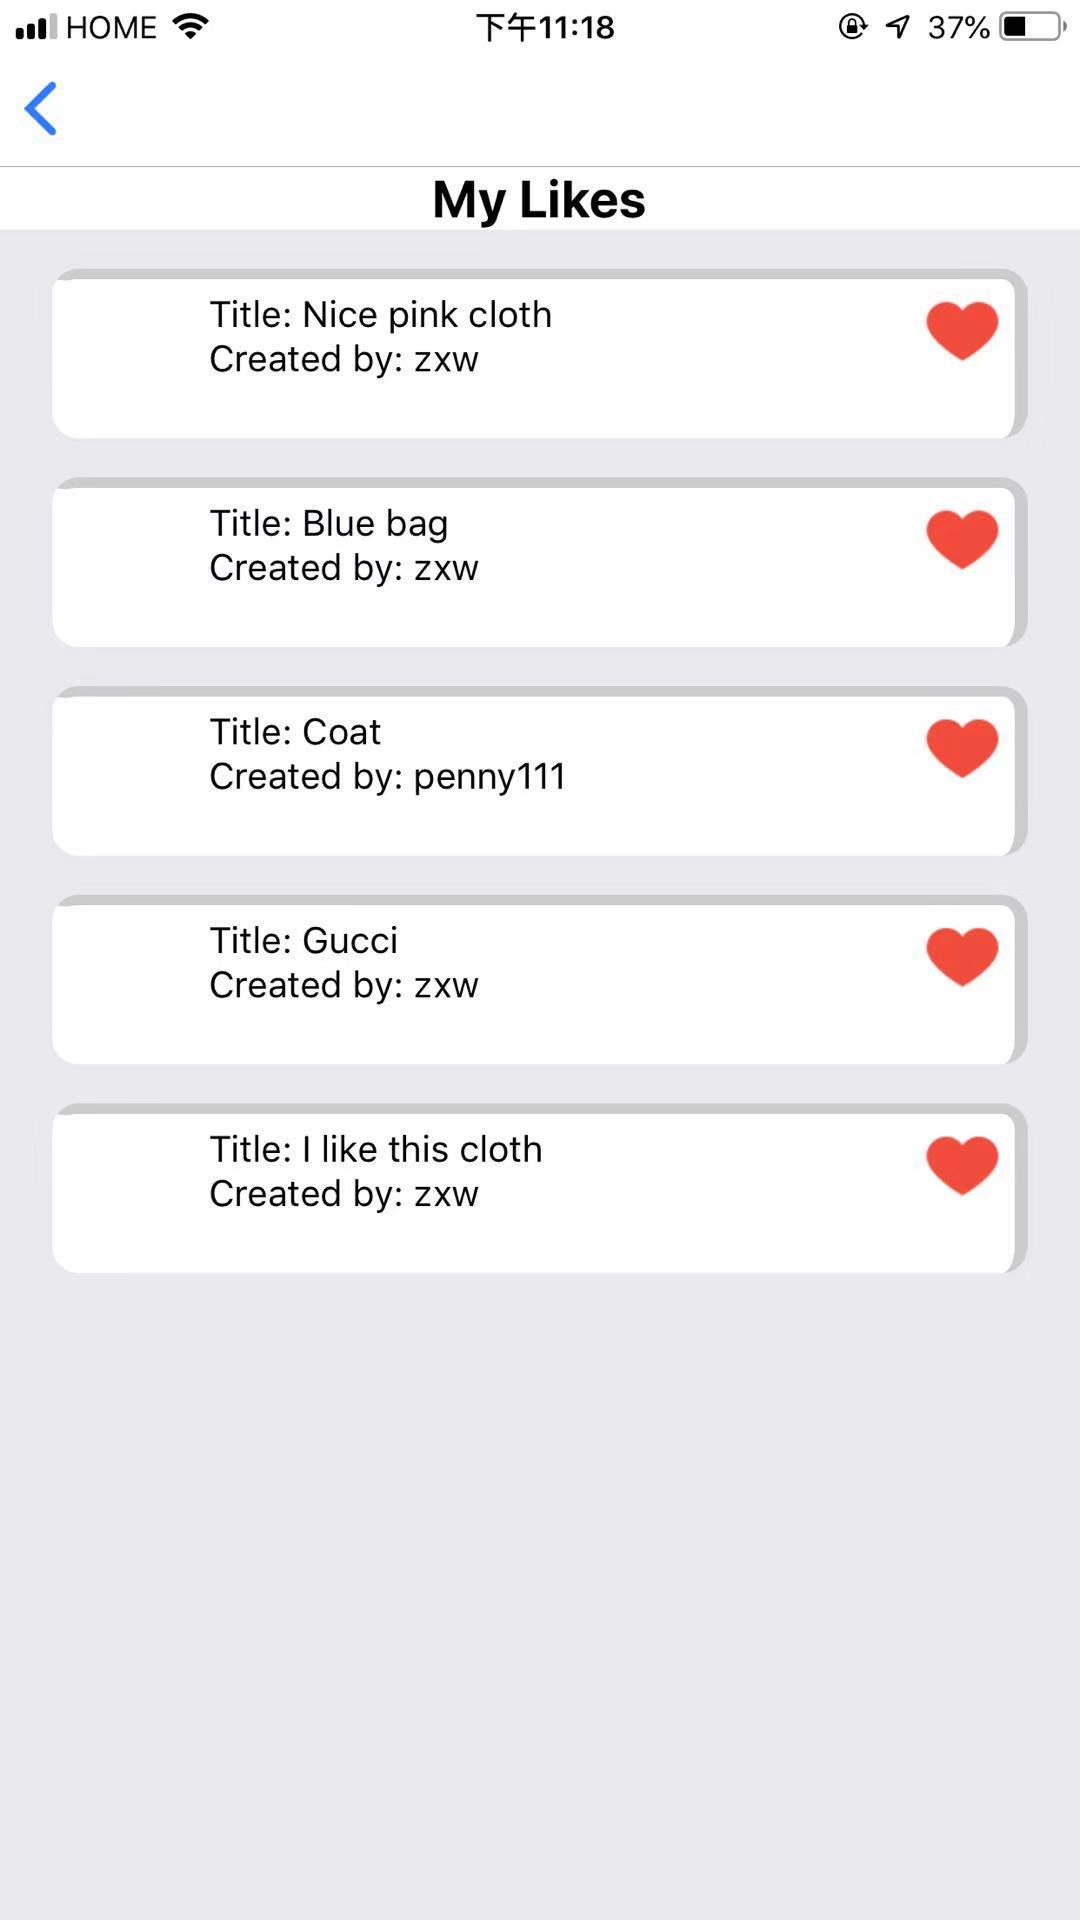 HOME 下午11:18 37%
My Likes
Title: Nice pink cloth
Created by: zxw
Title: Blue bag
Created by: zxw
Title: Coat
Created by: penny111
Title: Gucci
Created by: zxw
Title: I like this cloth
Created by: zxw